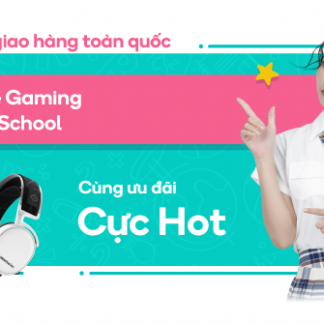 giao hàng toàn quốc
Gaming
School
Cùng ưu đãi
Cực Hot